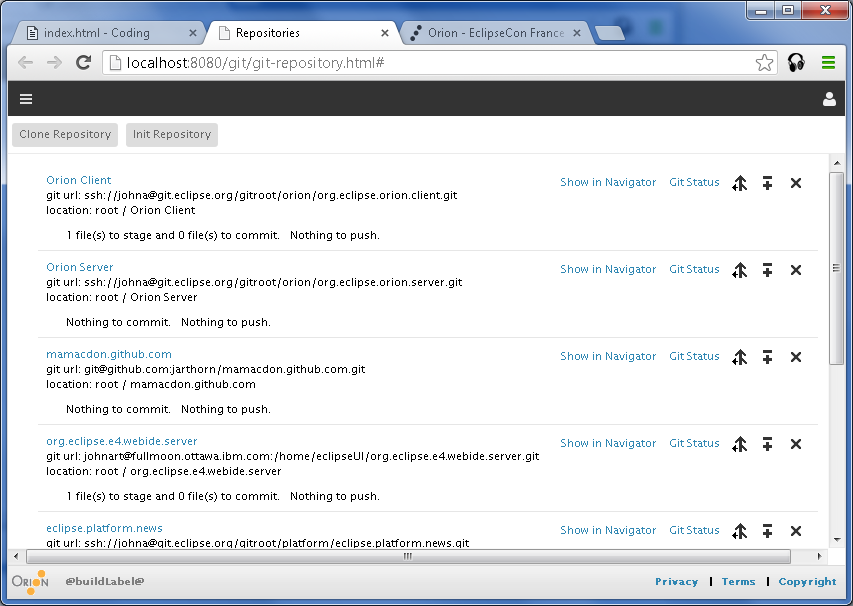 index.html - Coding
Repositories
Orion - EclipseCon France
localhost:8080/git/git-repository.html#
Clone Repository
Init Repository
Orion Client
Show in Navigator
Git Status
git url: ssh://johna@git.eclipse.org/gitroot/orion/org.eclipse.orion.client.git
location: root / Orion Client
1 file(s) to stage and 0 file(s) to commit. Nothing to push.
Orion Server
Show in Navigator
Git Status
git url: ssh://johna@git.eclipse.org/gitroot/orion/org.eclipse.orion.server.git
location: root / Orion Server
Nothing to commit. Nothing to push.
mamacdon.github.com
Show in Navigator
Git Status
git url: git@github.com:jarthorn/mamacdon.github.com.git
location: root / mamacdon.github.com
Nothing to commit. Nothing to push.
org.eclipse.e4.webide.server
Show in Navigator
Git Status
git url: johnart@fullmoon.ottawa.ibm.com:/home/eclipseUI/org.eclipse.e4.webide.server.git
location: root / org.eclipse.e4.webide.server
1 file(s) to stage and 0 file(s) to commit. Nothing to push.
eclipse.platform.news
Show in Navigator
Git Status
git url: ssh://johna@git.eclipse.org/gitroot/platform/eclipse.platform.news.git
ORION
@buildLabel@
Privacy | Terms | Copyright